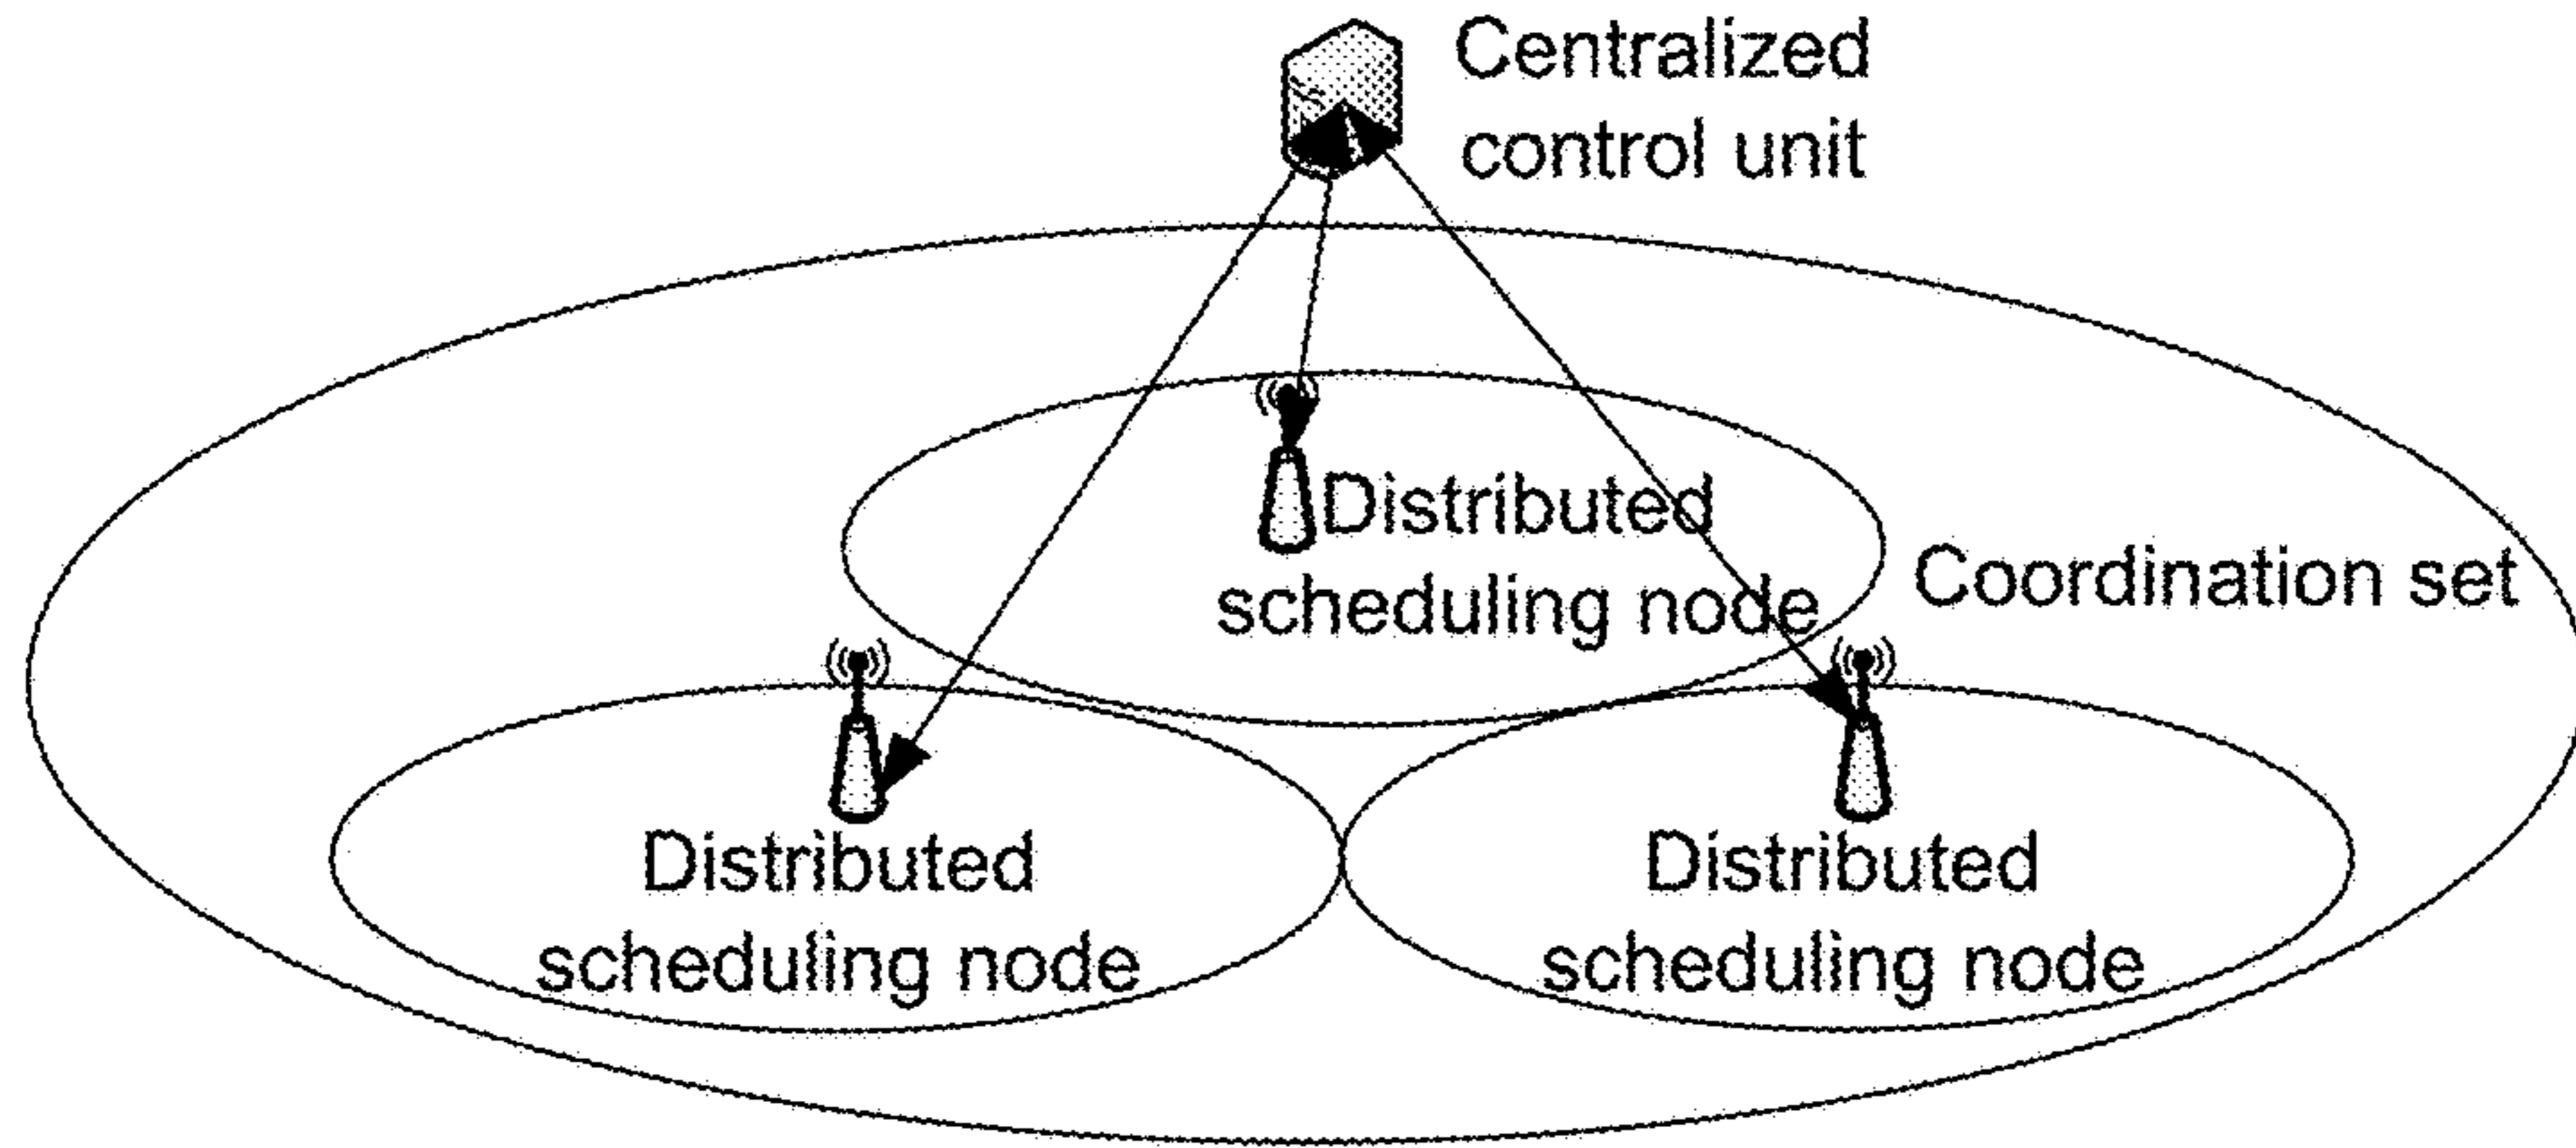 Centralized
control unit
Distributed
scheduling node
Coordination set
Distributed
scheduling node
Distributed
scheduling node